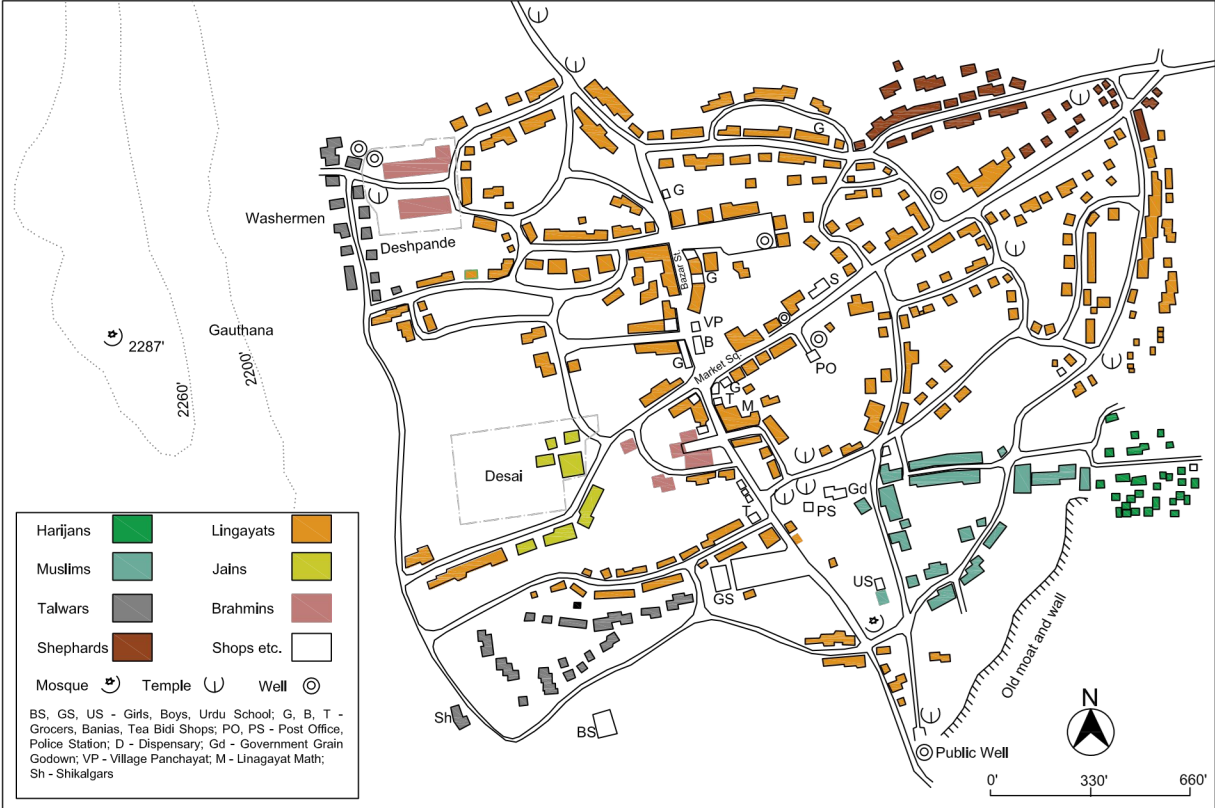 G
G
Washermen
Deshpande
Bazar St.
G
S
Gauthana
2287'
2260'
2200'
VP
B
G
Market Sq.
PO
G
T
M
Desai
Gd
PS
T
US
GS
Old moat and wall
Sh
BS
Public Well
N
0' 330' 660'
Harijans Lingayats
Muslims Jains
Talwars Brahmins
Shephards Shops etc.
Mosque Temple Well
BS, GS, US - Girls, Boys, Urdu School; G, B, T -
Grocers, Banias, Tea Bidi Shops; PO, PS - Post Office,
Police Station; D - Dispensary; Gd - Government Grain
Godown; VP - Village Panchayat; M - Linagayat Math;
Sh - Shikalgars